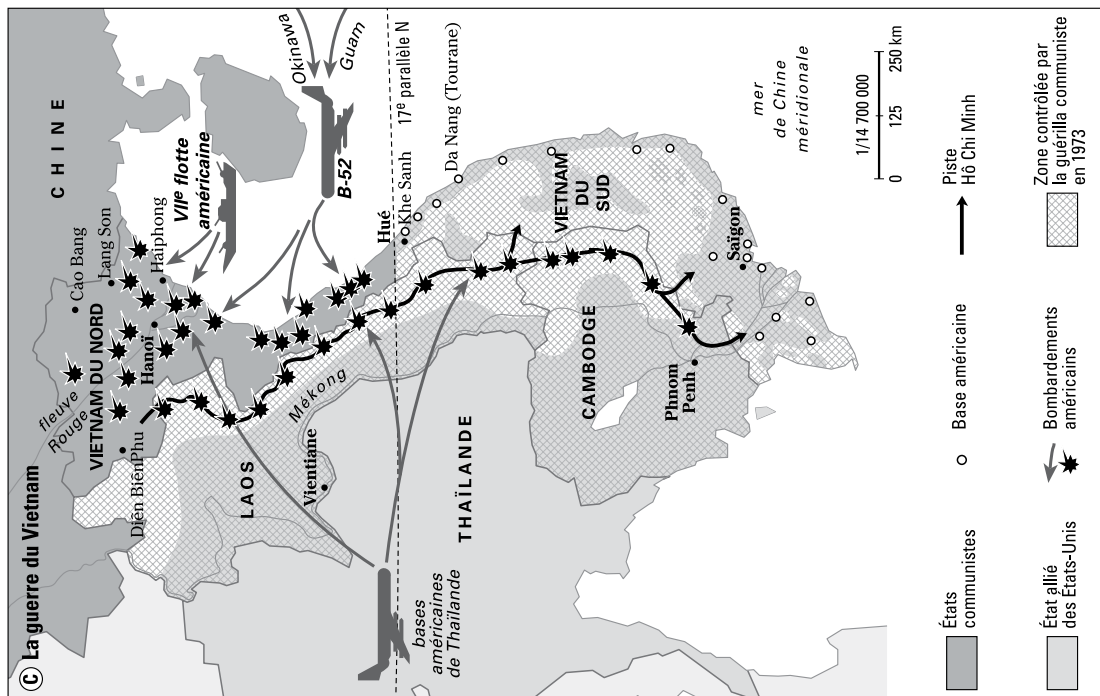 C La guerre du Vietnam
CHINE
Cao Bang
Lang Son
fleuve
Rouge
VIETNAM DU NORD
Hanoï
Haiphong
Diên BiênPhu
VIIe flotte
américaine
Okinawa
Guam
B-52
17e parallèle N
LAOS
Vientiane
Mékong
Hué
Khe Sanh
Da Nang (Tourane)
bases
américaines
de Thaïlande
THAÏLANDE
CAMBODGE
Phnom
Penh
VIETNAM
DU
SUD
Saïgon
mer
de Chine
méridionale
1/14 700 000
0 125 250 km
États
communistes
État allié
des États-Unis
Base américaine
Bombardements
américains
Piste
Hô Chi Minh
Zone contrôlée par
la guérilla communiste
en 1973